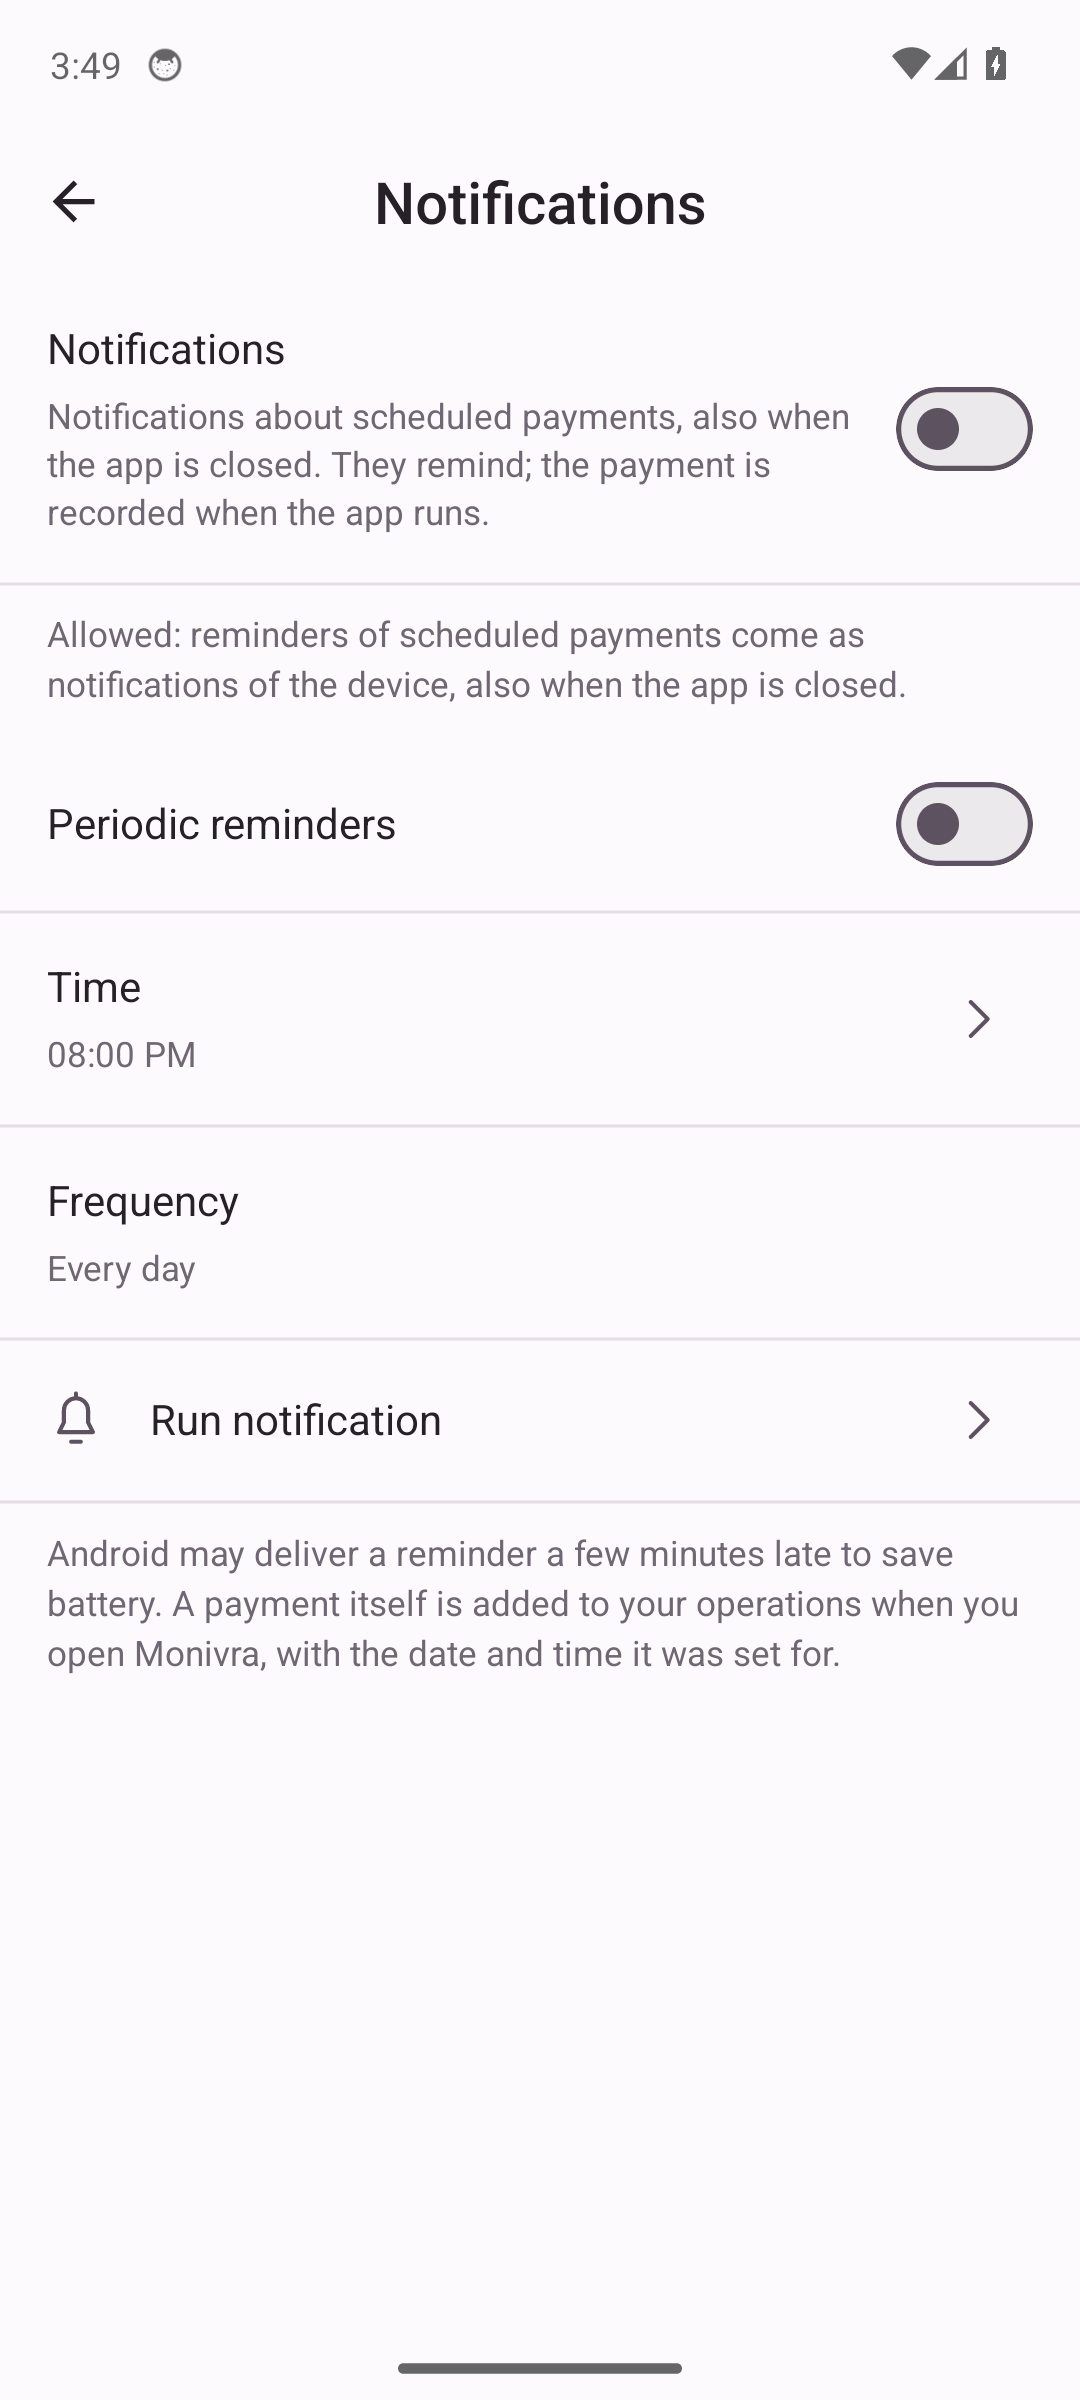 3:49
Notifications
Notifications
Notifications about scheduled payments, also when
the app is closed. They remind; the payment is
recorded when the app runs.
Allowed: reminders of scheduled payments come as
notifications of the device, also when the app is closed.
Periodic reminders
Time
08:00 PM
Frequency
Every day
Run notification
Android may deliver a reminder a few minutes late to save
battery. A payment itself is added to your operations when you
open Monivra, with the date and time it was set for.